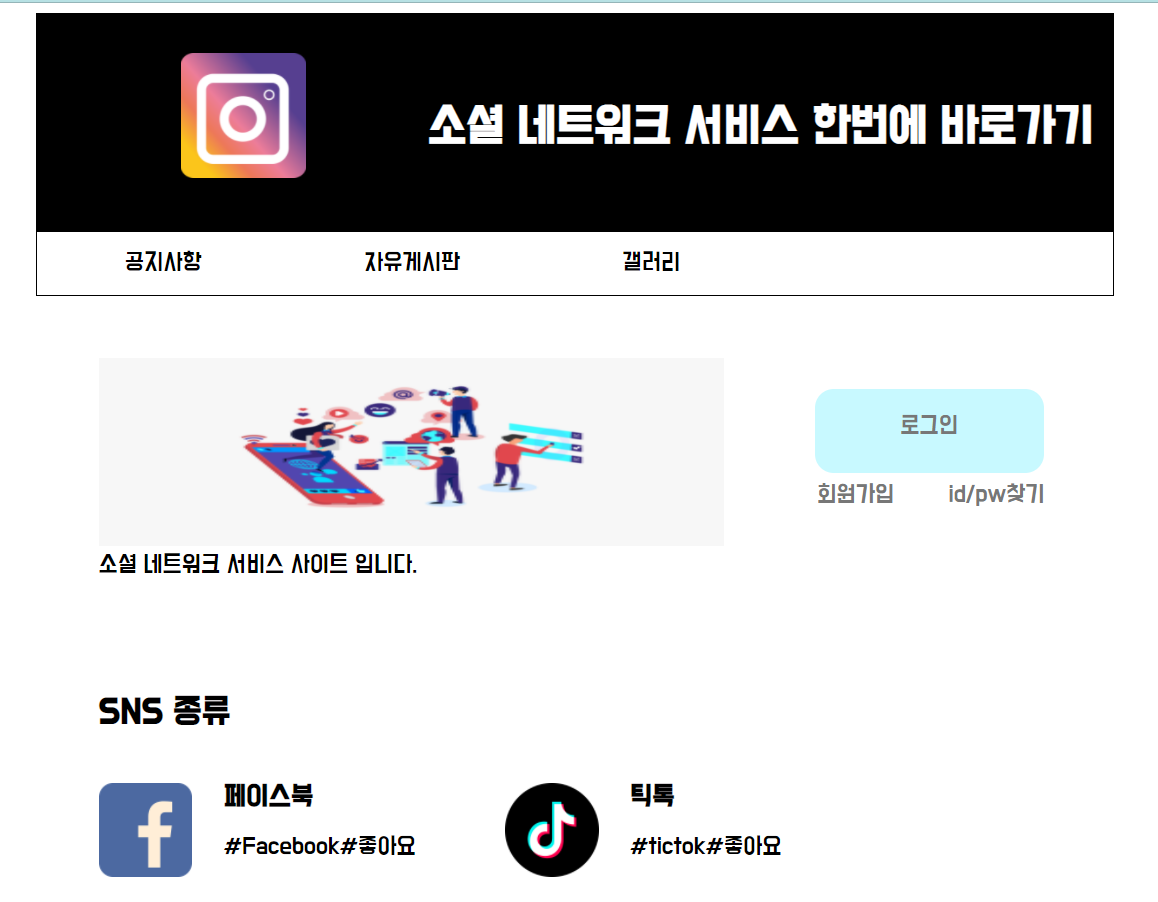 소셜 네트워크 서비스 한번에 바로가기
공지사항 자유게시판 갤러리
로그인
회원가입 id/pw찾기
소셜 네트워크 서비스 사이트 입니다.
SNS 종류
페이스북
#Facebook#좋아요
틱톡
#tictok#좋아요